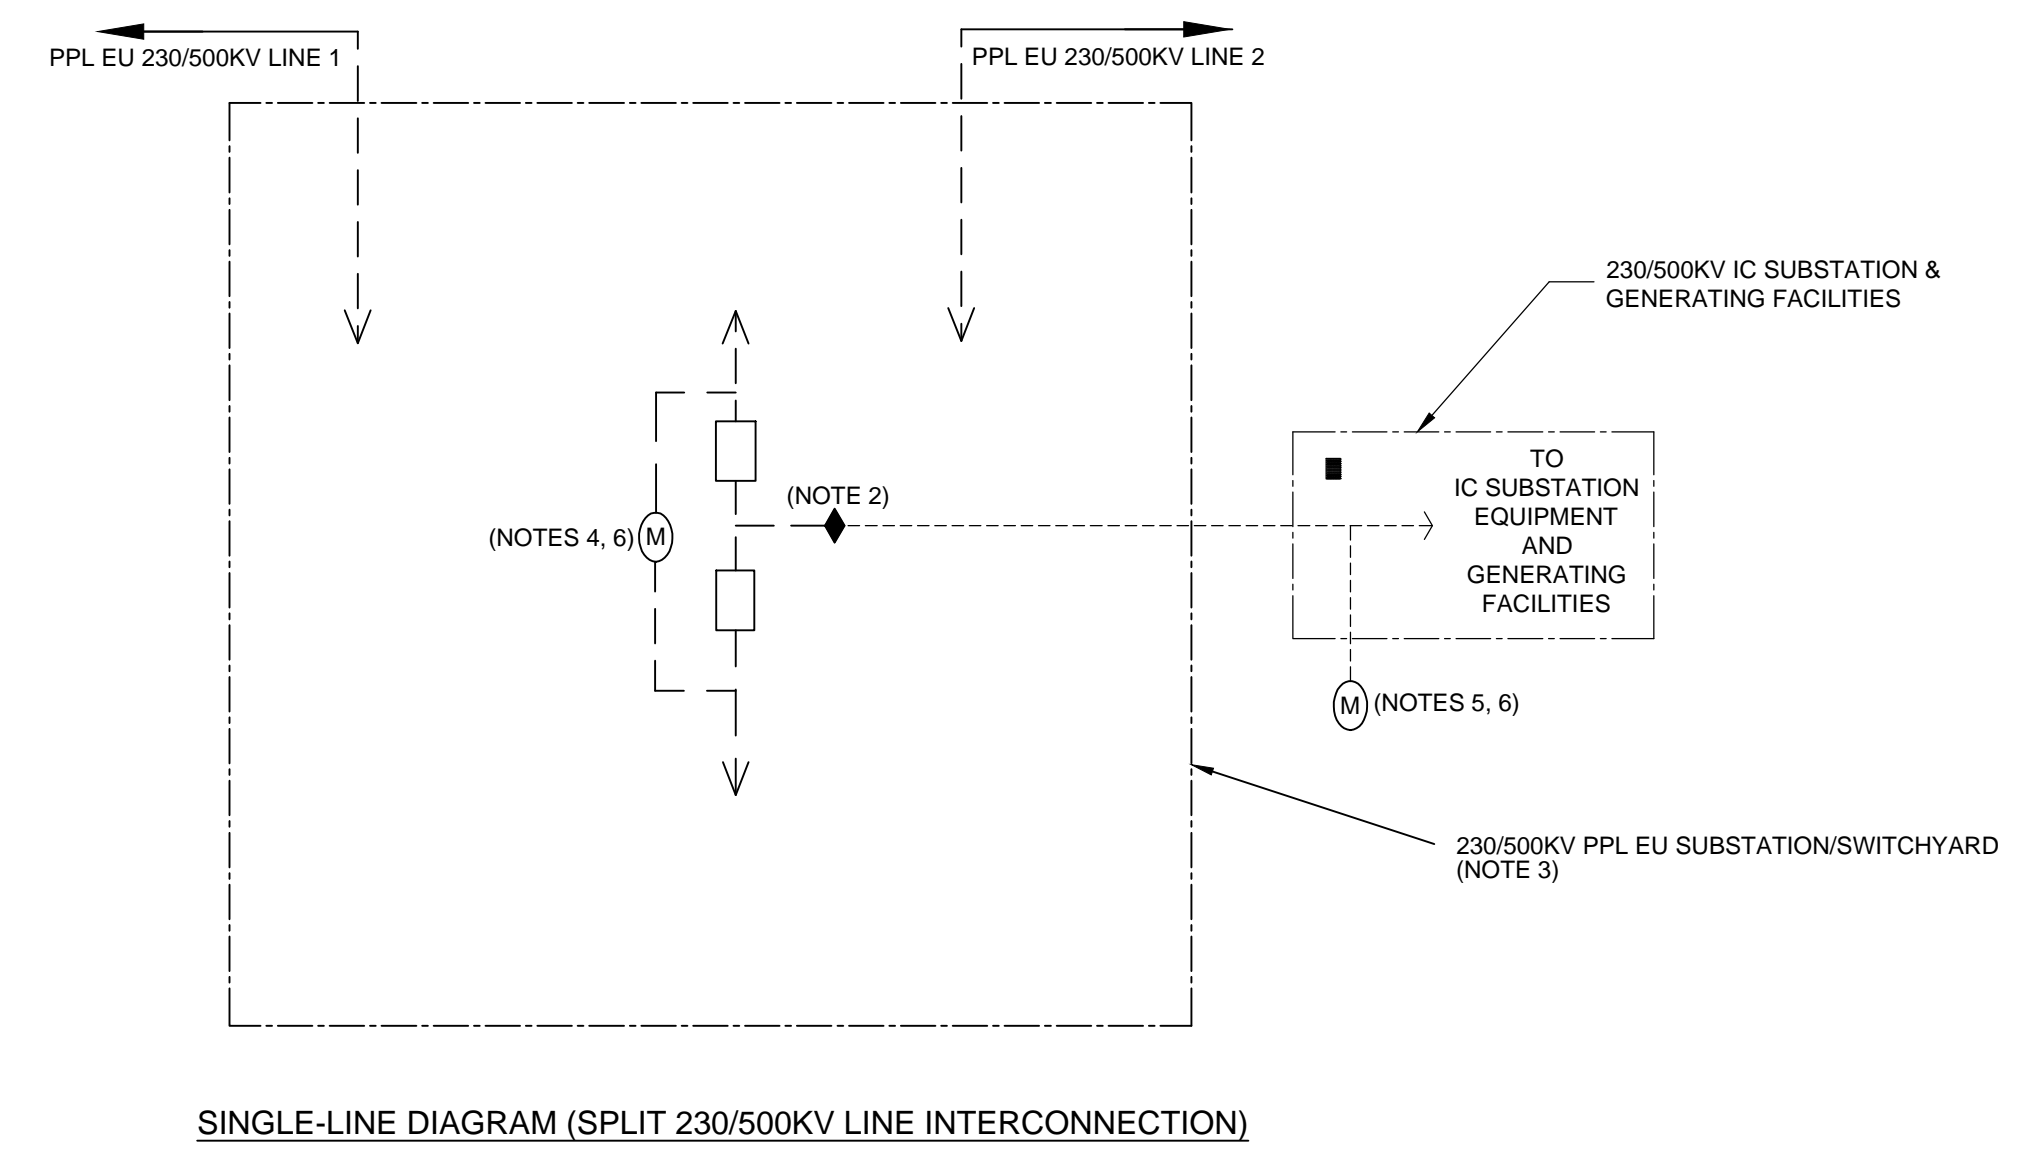 PPL EU 230/500KV LINE 1
PPL EU 230/500KV LINE 2
230/500KV IC SUBSTATION &
GENERATING FACILITIES
TO
IC SUBSTATION
EQUIPMENT
AND
GENERATING
FACILITIES
(NOTE 2)
(NOTES 4, 6)
M
M
(NOTES 5, 6)
230/500KV PPL EU SUBSTATION/SWITCHYARD
(NOTE 3)
SINGLE-LINE DIAGRAM (SPLIT 230/500KV LINE INTERCONNECTION)